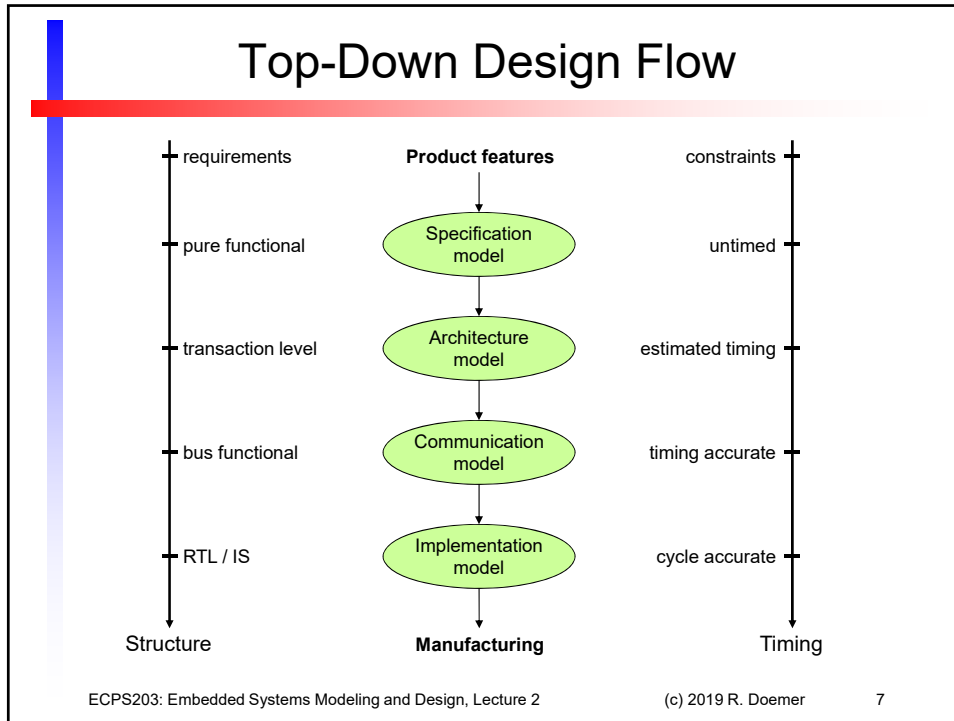 Top-Down Design Flow
requirements
Product features
constraints
pure functional
Specification
model
untimed
transaction level
Architecture
model
estimated timing
bus functional
Communication
model
timing accurate
RTL / IS
Implementation
model
cycle accurate
Structure
Manufacturing
Timing
ECPS203: Embedded Systems Modeling and Design, Lecture 2
(c) 2019 R. Doemer
7